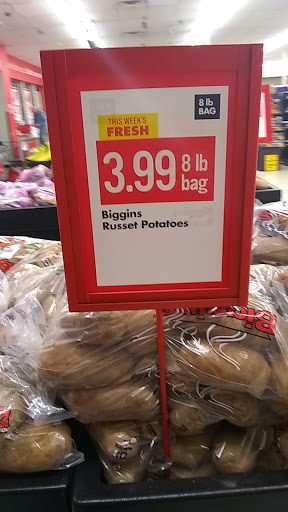 8 lb
BAG
THIS WEEK'S
FRESH
3.99 8 lb
bag
Biggins
Russet Potatoes